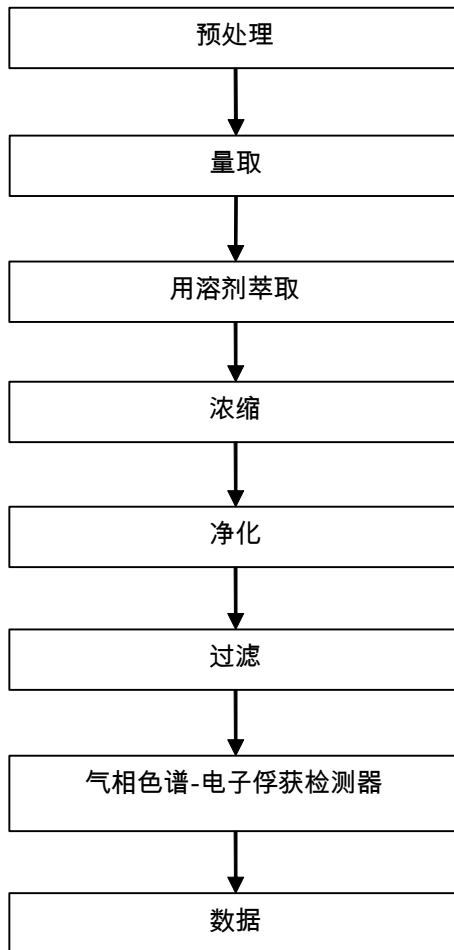 预处理
量取
用溶剂萃取
浓缩
净化
过滤
气相色谱-电子俘获检测器
数据